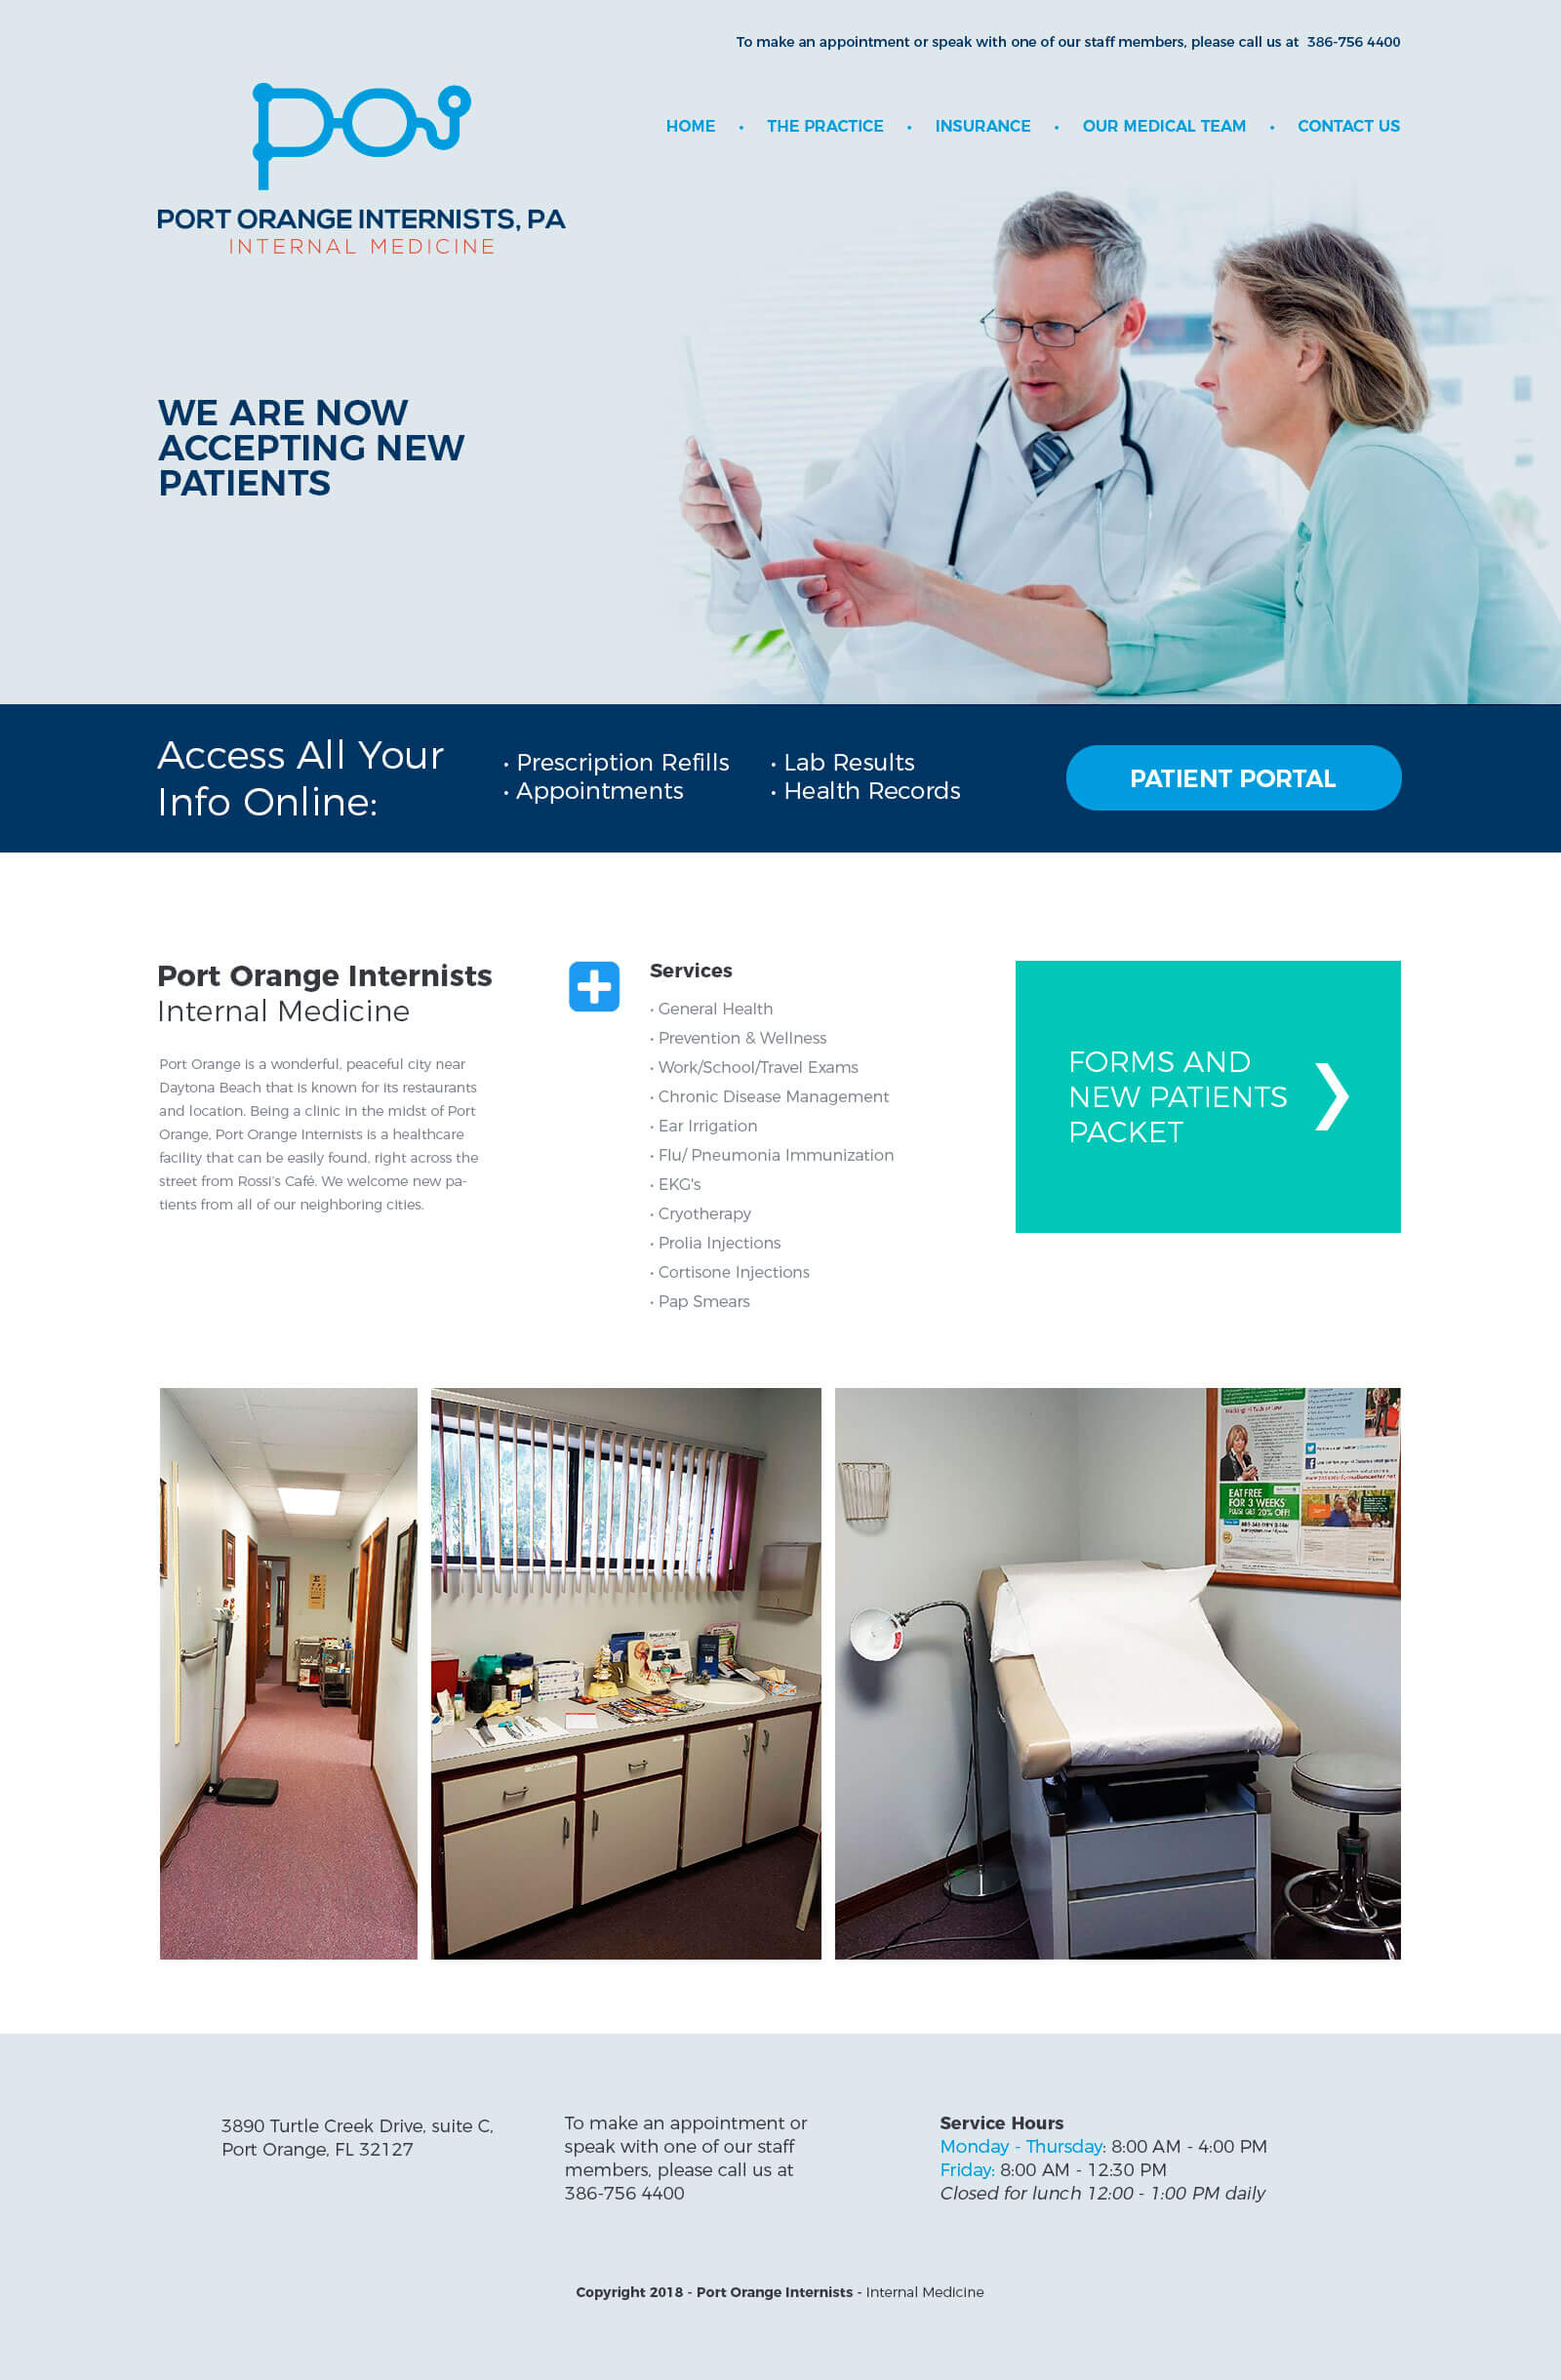 To make an appointment or speak with one of our staff members, please call us at 386-756 4400
POI
HOME • THE PRACTICE • INSURANCE • OUR MEDICAL TEAM • CONTACT US
PORT ORANGE INTERNISTS, PA
INTERNAL MEDICINE
WE ARE NOW
ACCEPTING NEW
PATIENTS
Access All Your
Info Online:
• Prescription Refills
• Appointments
• Lab Results
• Health Records
PATIENT PORTAL
Port Orange Internists
Internal Medicine
Port Orange is a wonderful, peaceful city near
Daytona Beach that is known for its restaurants
and location. Being a clinic in the midst of Port
Orange, Port Orange Internists is a healthcare
facility that can be easily found, right across the
street from Rossi's Café. We welcome new pa-
tients from all of our neighboring cities.
Services
• General Health
• Prevention & Wellness
• Work/School/Travel Exams
• Chronic Disease Management
• Ear Irrigation
• Flu/ Pneumonia Immunization
• EKG's
• Cryotherapy
• Prolia Injections
• Cortisone Injections
• Pap Smears
FORMS AND
NEW PATIENTS
PACKET
EAT FREE
FOR 3 WEEKS
PLUS! GET 20% OFF!
3890 Turtle Creek Drive, suite C,
Port Orange, FL 32127
To make an appointment or
speak with one of our staff
members, please call us at
386-756 4400
Service Hours
Monday - Thursday: 8:00 AM - 4:00 PM
Friday: 8:00 AM - 12:30 PM
Closed for lunch 12:00 - 1:00 PM daily
Copyright 2018 - Port Orange Internists - Internal Medicine